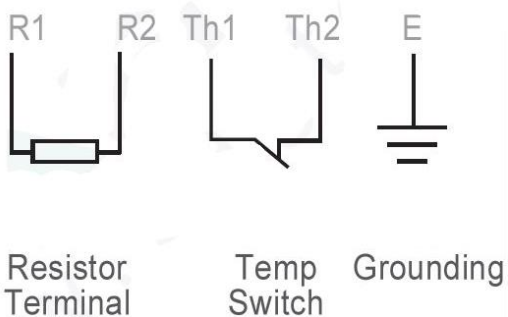 R1 R2 Th1 Th2 E
Resistor Temp Grounding
Terminal Switch